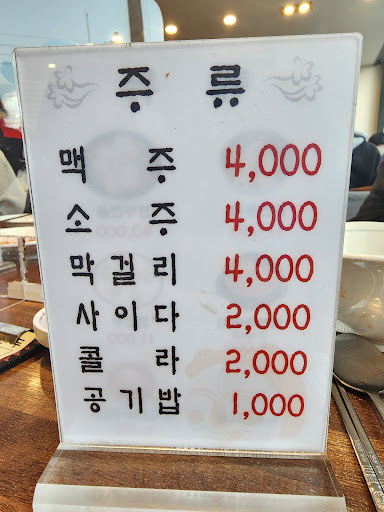 주 류
맥 주 4,000
소 주 4,000
막걸리 4,000
사이다 2,000
콜 라 2,000
공기밥 1,000